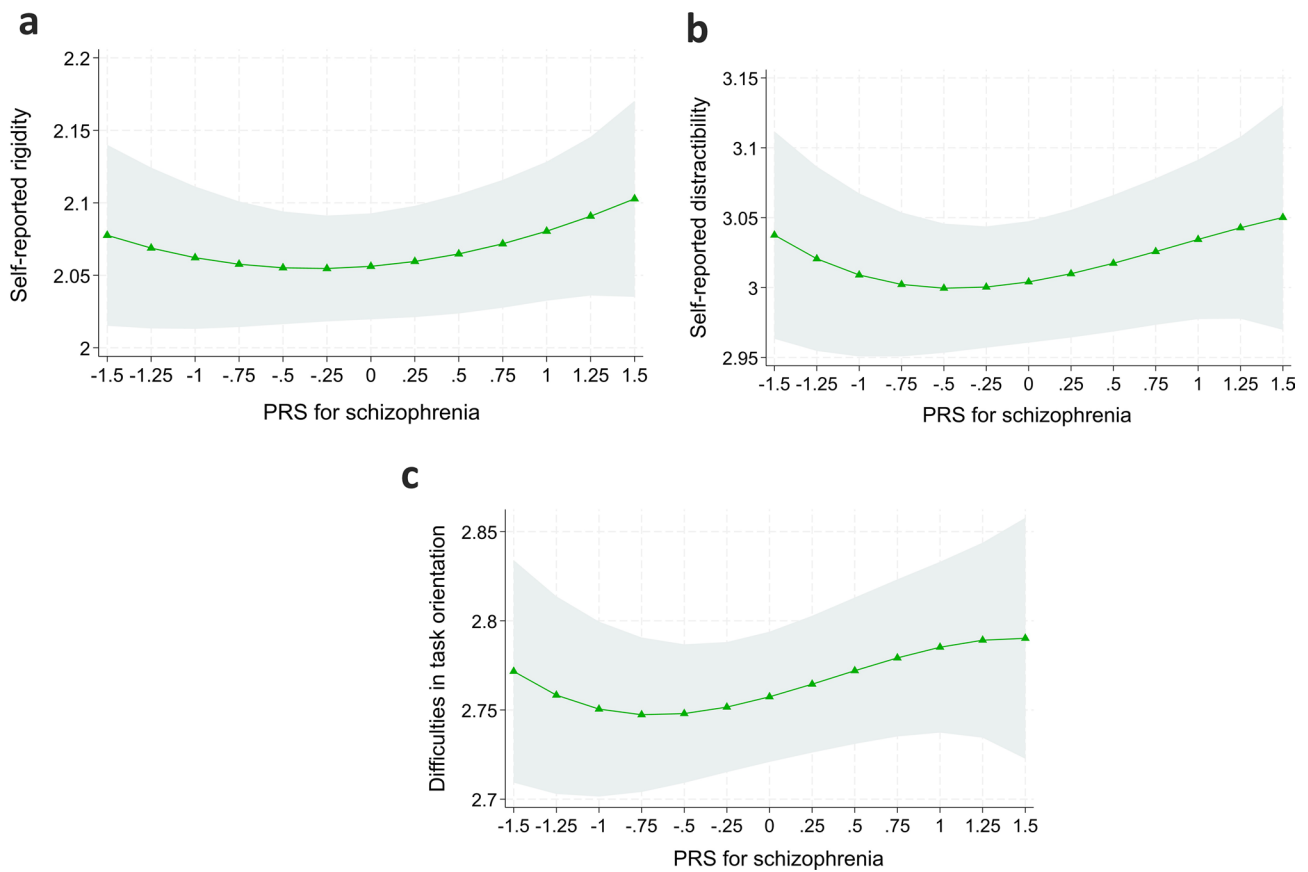 a
2.2
2.15
2.1
2.05
2
Self-reported rigidity
-1.5 -1.25 -1 -.75 -.5 -.25 0 .25 .5 .75 1 1.25 1.5
PRS for schizophrenia
b
3.15
3.1
3.05
3
2.95
Self-reported distractibility
-1.5 -1.25 -1 -.75 -.5 -.25 0 .25 .5 .75 1 1.25 1.5
PRS for schizophrenia
c
2.85
2.8
2.75
2.7
Difficulties in task orientation
-1.5 -1.25 -1 -.75 -.5 -.25 0 .25 .5 .75 1 1.25 1.5
PRS for schizophrenia